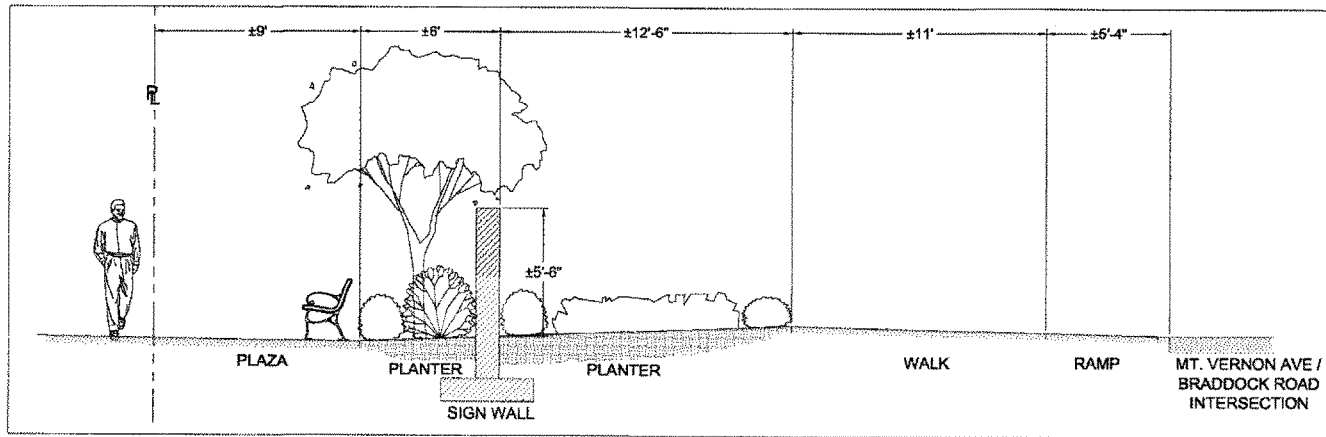 ±9' ±6' ±12'-6" ±11' ±5'-4"
PL
±5'-6"
PLAZA PLANTER PLANTER WALK RAMP MT. VERNON AVE /
BRADDOCK ROAD
INTERSECTION
SIGN WALL